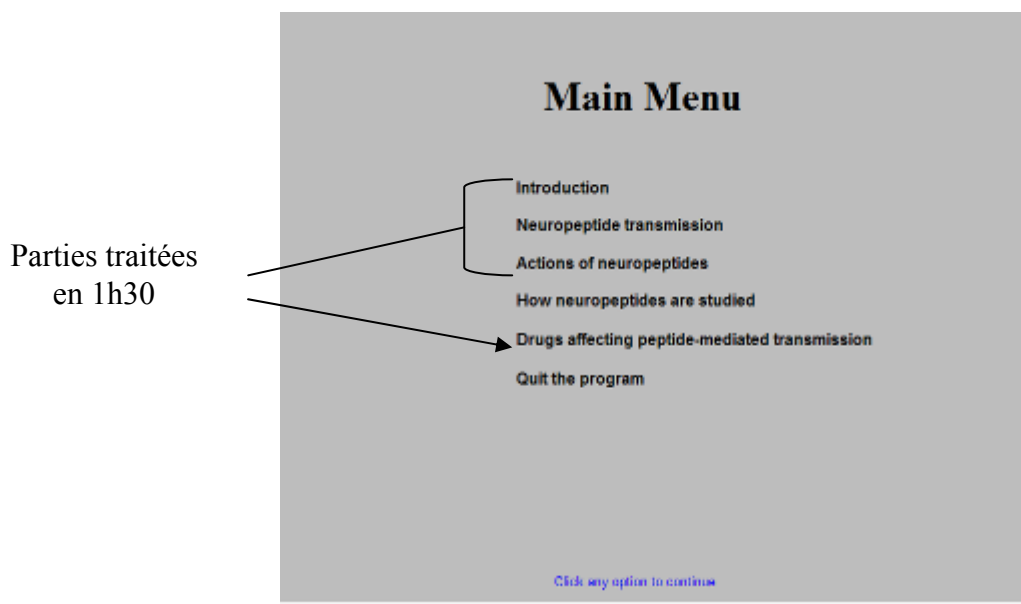 Main Menu
Introduction
Neuropeptide transmission
Actions of neuropeptides
Parties traitées
en 1h30
How neuropeptides are studied
Drugs affecting peptide-mediated transmission
Quit the program
Click any option to continue